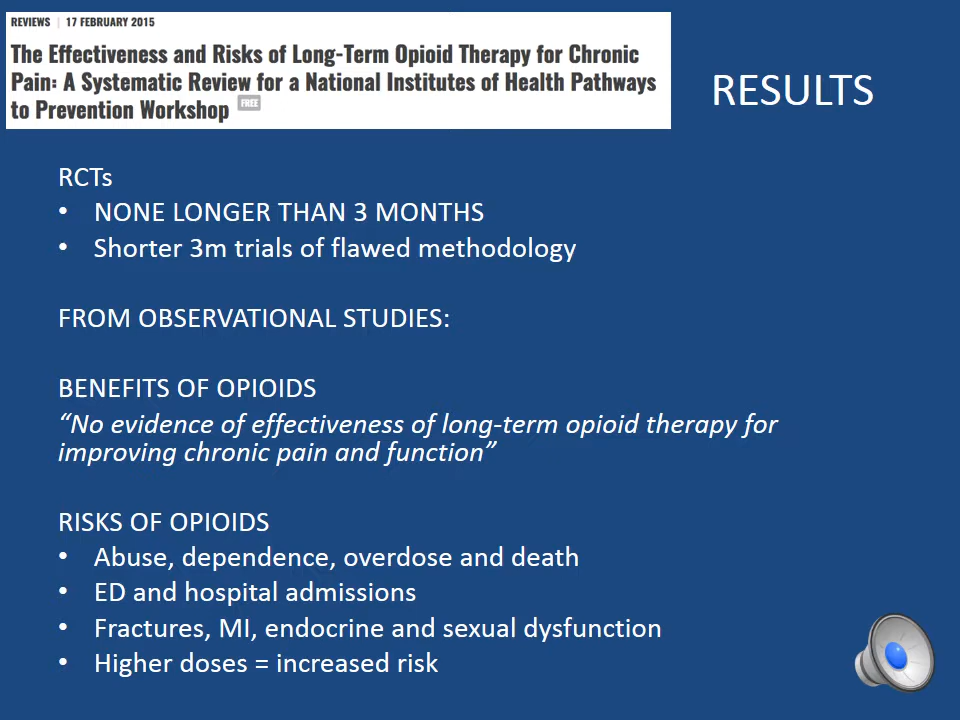 REVIEWS | 17 FEBRUARY 2015
The Effectiveness and Risks of Long-Term Opioid Therapy for Chronic
Pain: A Systematic Review for a National Institutes of Health Pathways
to Prevention Workshop FREE
RESULTS
RCTs
• NONE LONGER THAN 3 MONTHS
• Shorter 3m trials of flawed methodology
FROM OBSERVATIONAL STUDIES:
BENEFITS OF OPIOIDS
“No evidence of effectiveness of long-term opioid therapy for
improving chronic pain and function”
RISKS OF OPIOIDS
• Abuse, dependence, overdose and death
• ED and hospital admissions
• Fractures, MI, endocrine and sexual dysfunction
• Higher doses = increased risk